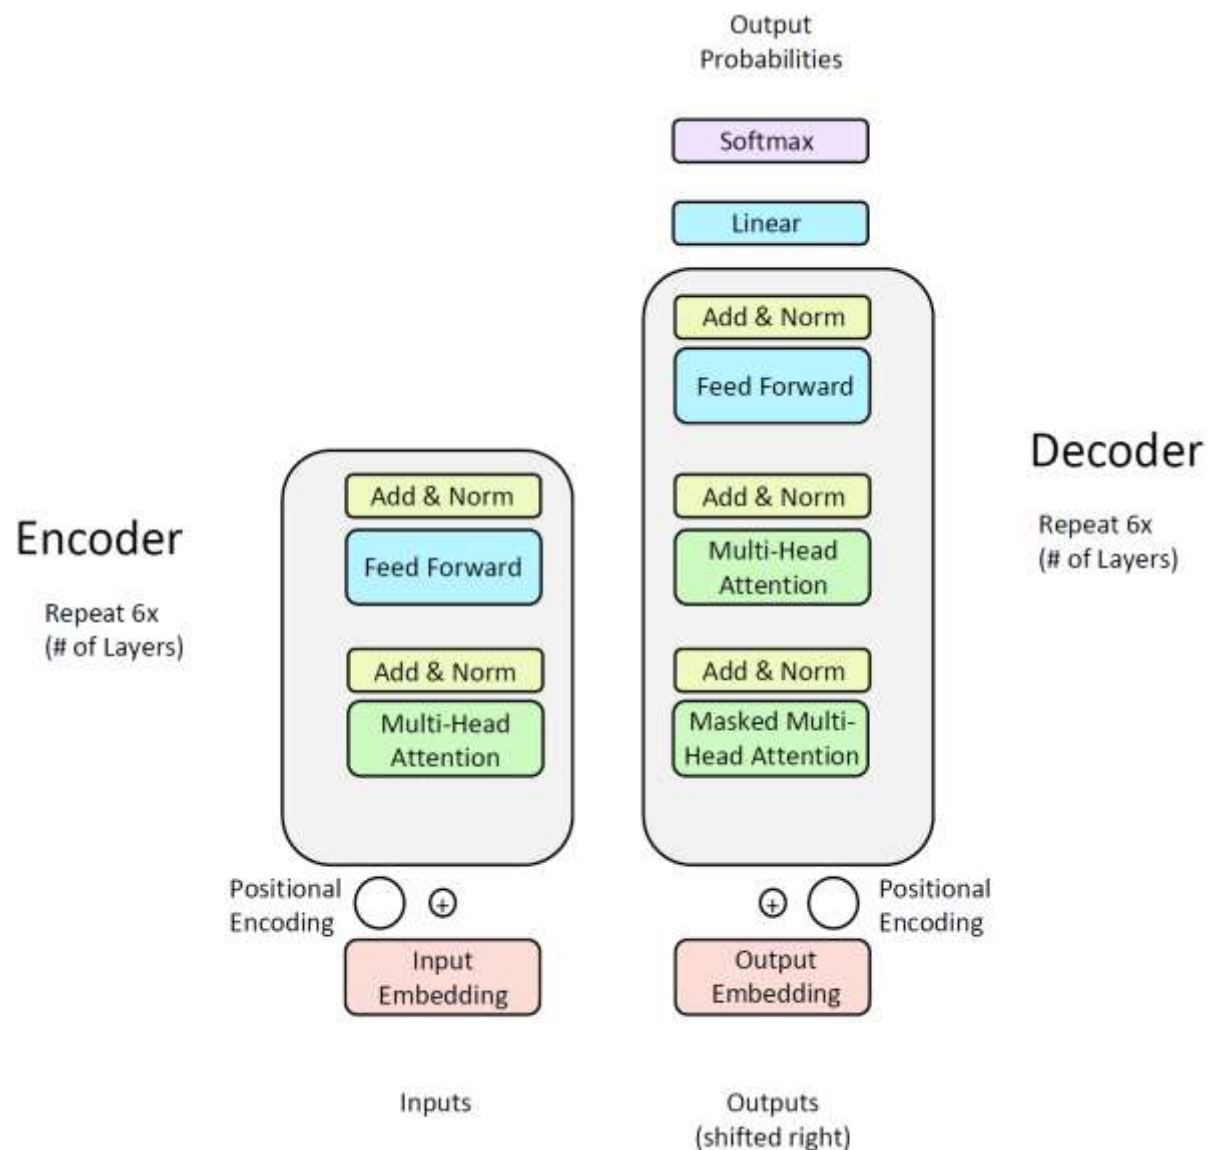 Output
Probabilities
Softmax
Linear
Add & Norm
Feed Forward
Add & Norm
Multi-Head
Attention
Add & Norm
Masked Multi-
Head Attention
Decoder
Repeat 6x
(# of Layers)
Encoder
Repeat 6x
(# of Layers)
Add & Norm
Feed Forward
Add & Norm
Multi-Head
Attention
Positional
Encoding
+
+
Positional
Encoding
Input
Embedding
Output
Embedding
Inputs
Outputs
(shifted right)